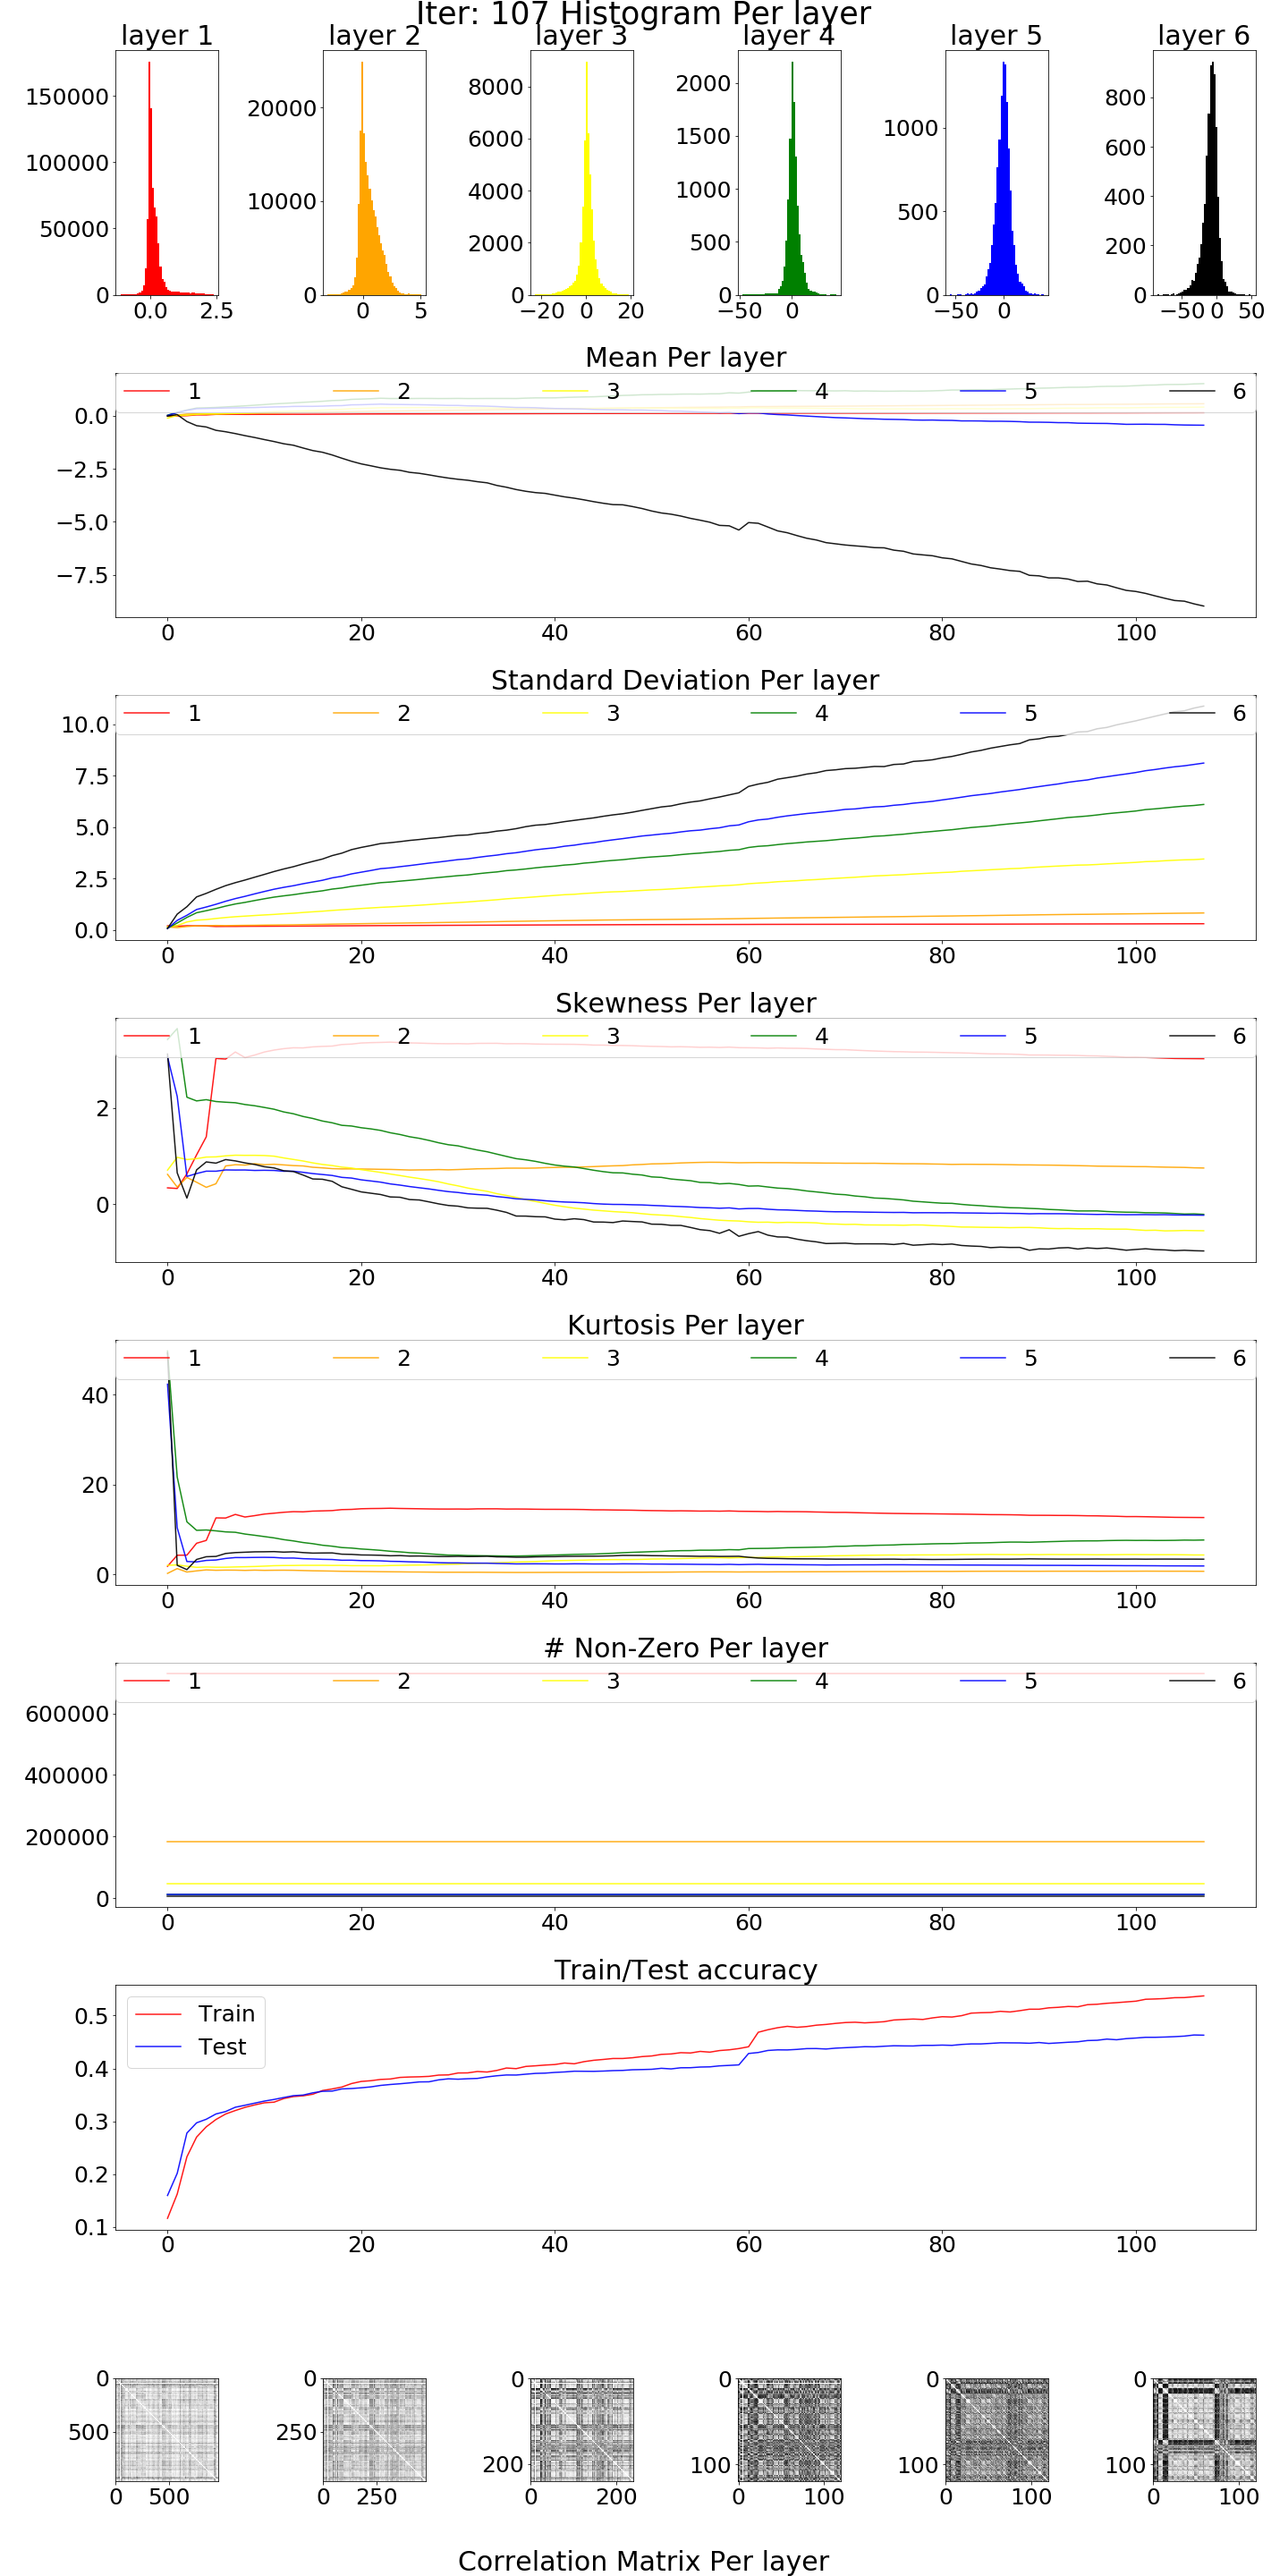 Iter: 107 Histogram Per layer
layer 1 layer 2 layer 3 layer 4 layer 5 layer 6
150000
100000
50000
0
0.0 2.5
20000
10000
0
0 5
8000
6000
4000
2000
0
−20 0 20
2000
1500
1000
500
0
−50 0
1000
500
0
−50 0
800
600
400
200
0
−50 0 50
Mean Per layer
1 2 3 4 5 6
0.0
−2.5
−5.0
−7.5
0 20 40 60 80 100
Standard Deviation Per layer
1 2 3 4 5 6
10.0
7.5
5.0
2.5
0.0
0 20 40 60 80 100
Skewness Per layer
1 2 3 4 5 6
2
0
0 20 40 60 80 100
Kurtosis Per layer
1 2 3 4 5 6
40
20
0
0 20 40 60 80 100
# Non-Zero Per layer
1 2 3 4 5 6
600000
400000
200000
0
0 20 40 60 80 100
Train/Test accuracy
Train
Test
0.5
0.4
0.3
0.2
0.1
0 20 40 60 80 100
0
500
0 500
0
250
0 250
0
200
0 200
0
100
0 100
0
100
0 100
0
100
0 100
Correlation Matrix Per layer